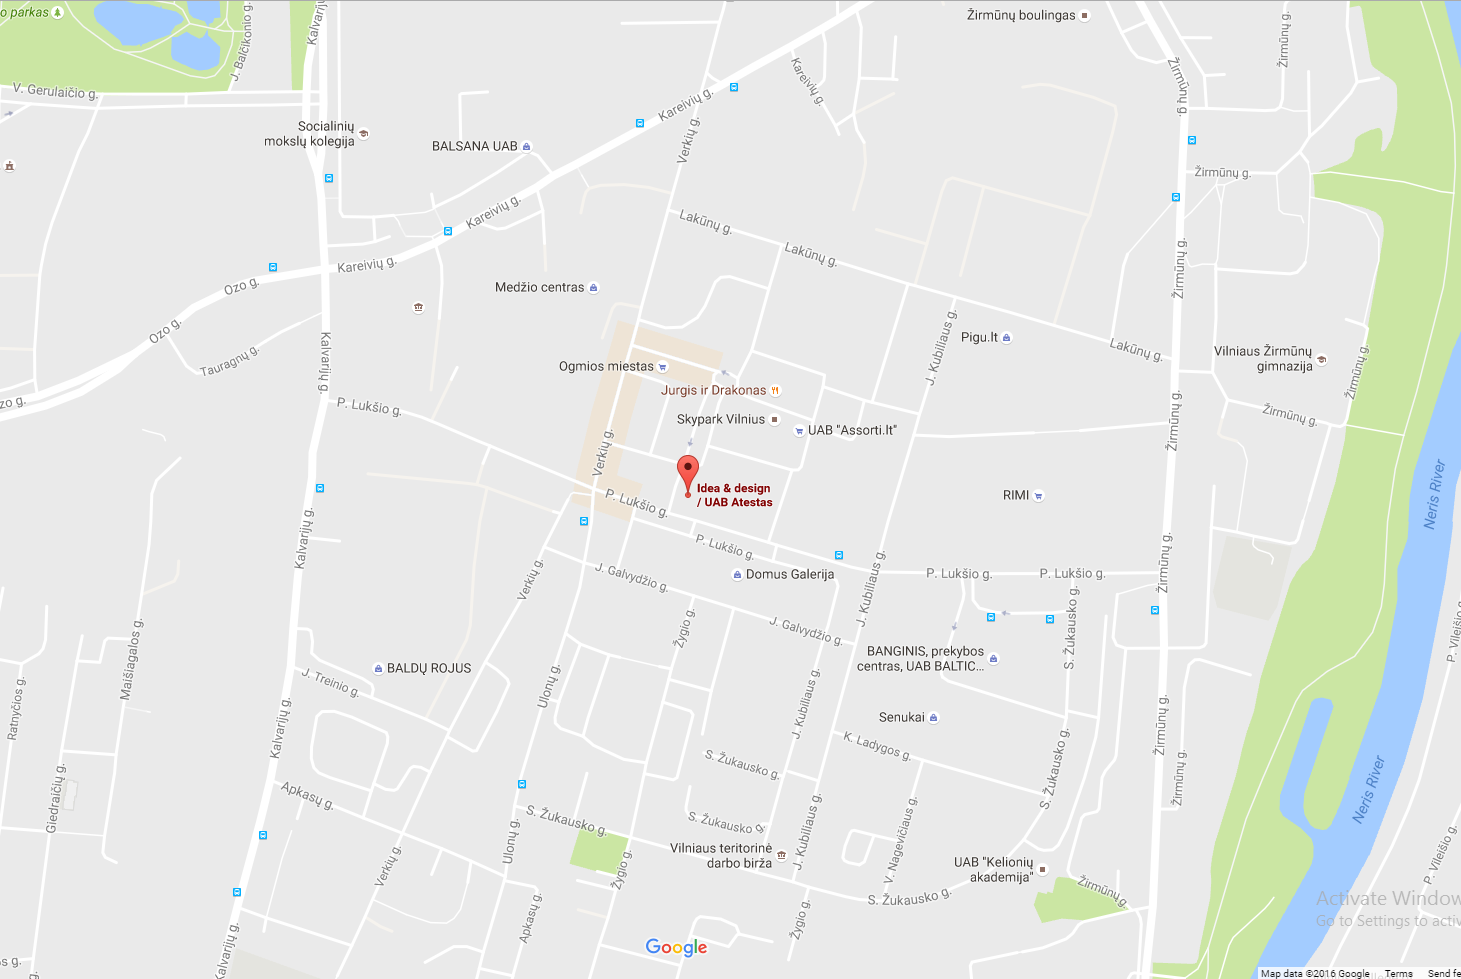 o parkas
Kalvarijų g.
J. Balčikonio g.
Žirmūnų boulingas
Žirmūnų g.
V. Gerulaičio g.
Kareivių g.
Kareivių g.
Žirmūnų g.
Socialinių
mokslų kolegija
BALSANA UAB
Verkių g.
Žirmūnų g.
Kareivių g.
Lakūnų g.
Lakūnų g.
Kareivių g.
Žirmūnų g.
Ozo g.
Medžio centras
Ozo g.
Tauragnų g.
Kalvarijų g.
J. Kubiliaus g.
Pigu.lt
Lakūnų g.
Vilniaus Žirmūnų
gimnazija
Žirmūnų g.
Ogmios miestas
Jurgis ir Drakonas
zo g.
P. Lukšio g.
Skypark Vilnius
UAB "Assorti.lt"
Žirmūnų g.
Žirmūnų g.
Verkių g.
Idea & design
/ UAB Atestas
P. Lukšio g.
RIMI
Neris River
Kalvarijų g.
P. Lukšio g.
Žirmūnų g.
Verkių g.
J. Galvydžio g.
Domus Galerija
J. Kubiliaus g.
P. Lukšio g.
P. Lukšio g.
S. Žukausko g.
Žygio g.
J. Galvydžio g.
Maišiagalos g.
P. Vileišio g.
BANGINIS, prekybos
centras, UAB BALTIC...
BALDŲ ROJUS
J. Treinio g.
Ulonų g.
J. Kubiliaus g.
Ratnyčios g.
Kalvarijų g.
Senukai
K. Ladygos g.
Žirmūnų g.
S. Žukausko g.
S. Žukausko g.
Žirmūnų g.
Neris River
Giedraičių g.
Apkasų g.
S. Žukausko g.
S. Žukausko g.
Ulonų g.
J. Kubiliaus g.
V. Nagevičiaus g.
Vilniaus teritorinė
darbo birža
UAB "Kelionių
akademija"
P. Vileišio g.
Verkių g.
Žygio g.
S. Žukausko g.
Žirmūnų g.
Activate Window
Go to Settings to activ
Apkasų g.
Žygio g.
Kalvarijų g.
Google
s g.
Map data ©2016 Google Terms Send fe